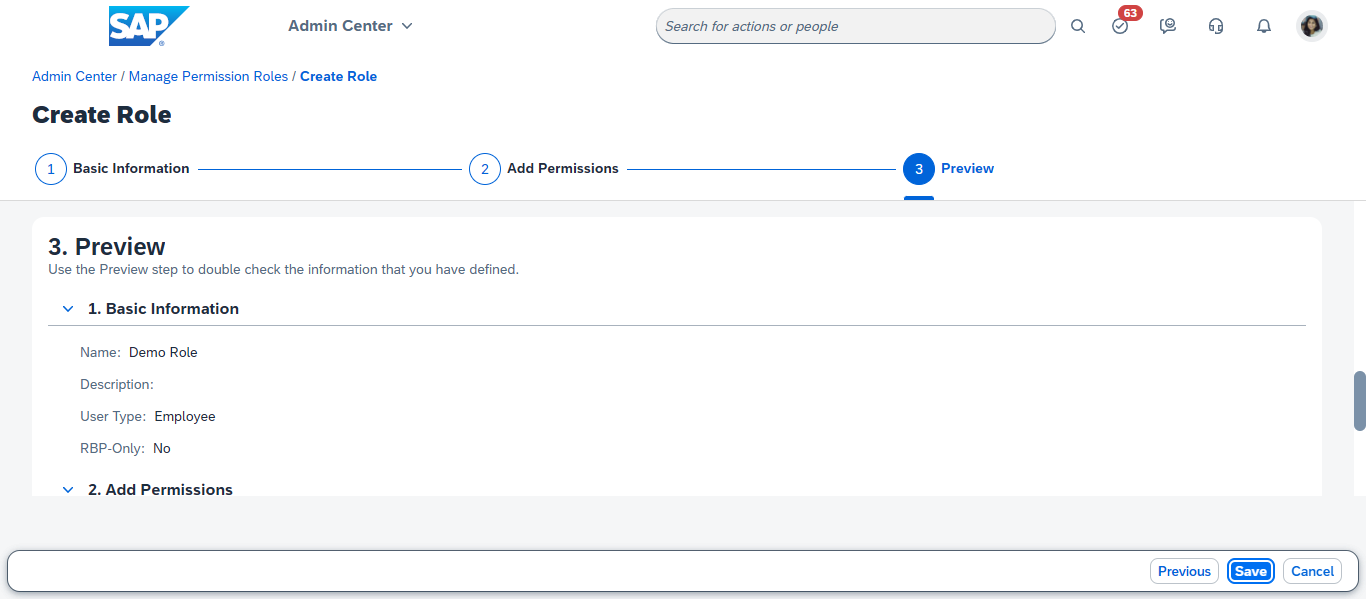 SAP ®
Admin Center
Search for actions or people
63
Admin Center / Manage Permission Roles / Create Role
Create Role
1 Basic Information
2 Add Permissions
3 Preview
3. Preview
Use the Preview step to double check the information that you have defined.
1. Basic Information
Name: Demo Role
Description:
User Type: Employee
RBP-Only: No
2. Add Permissions
Previous
Save
Cancel